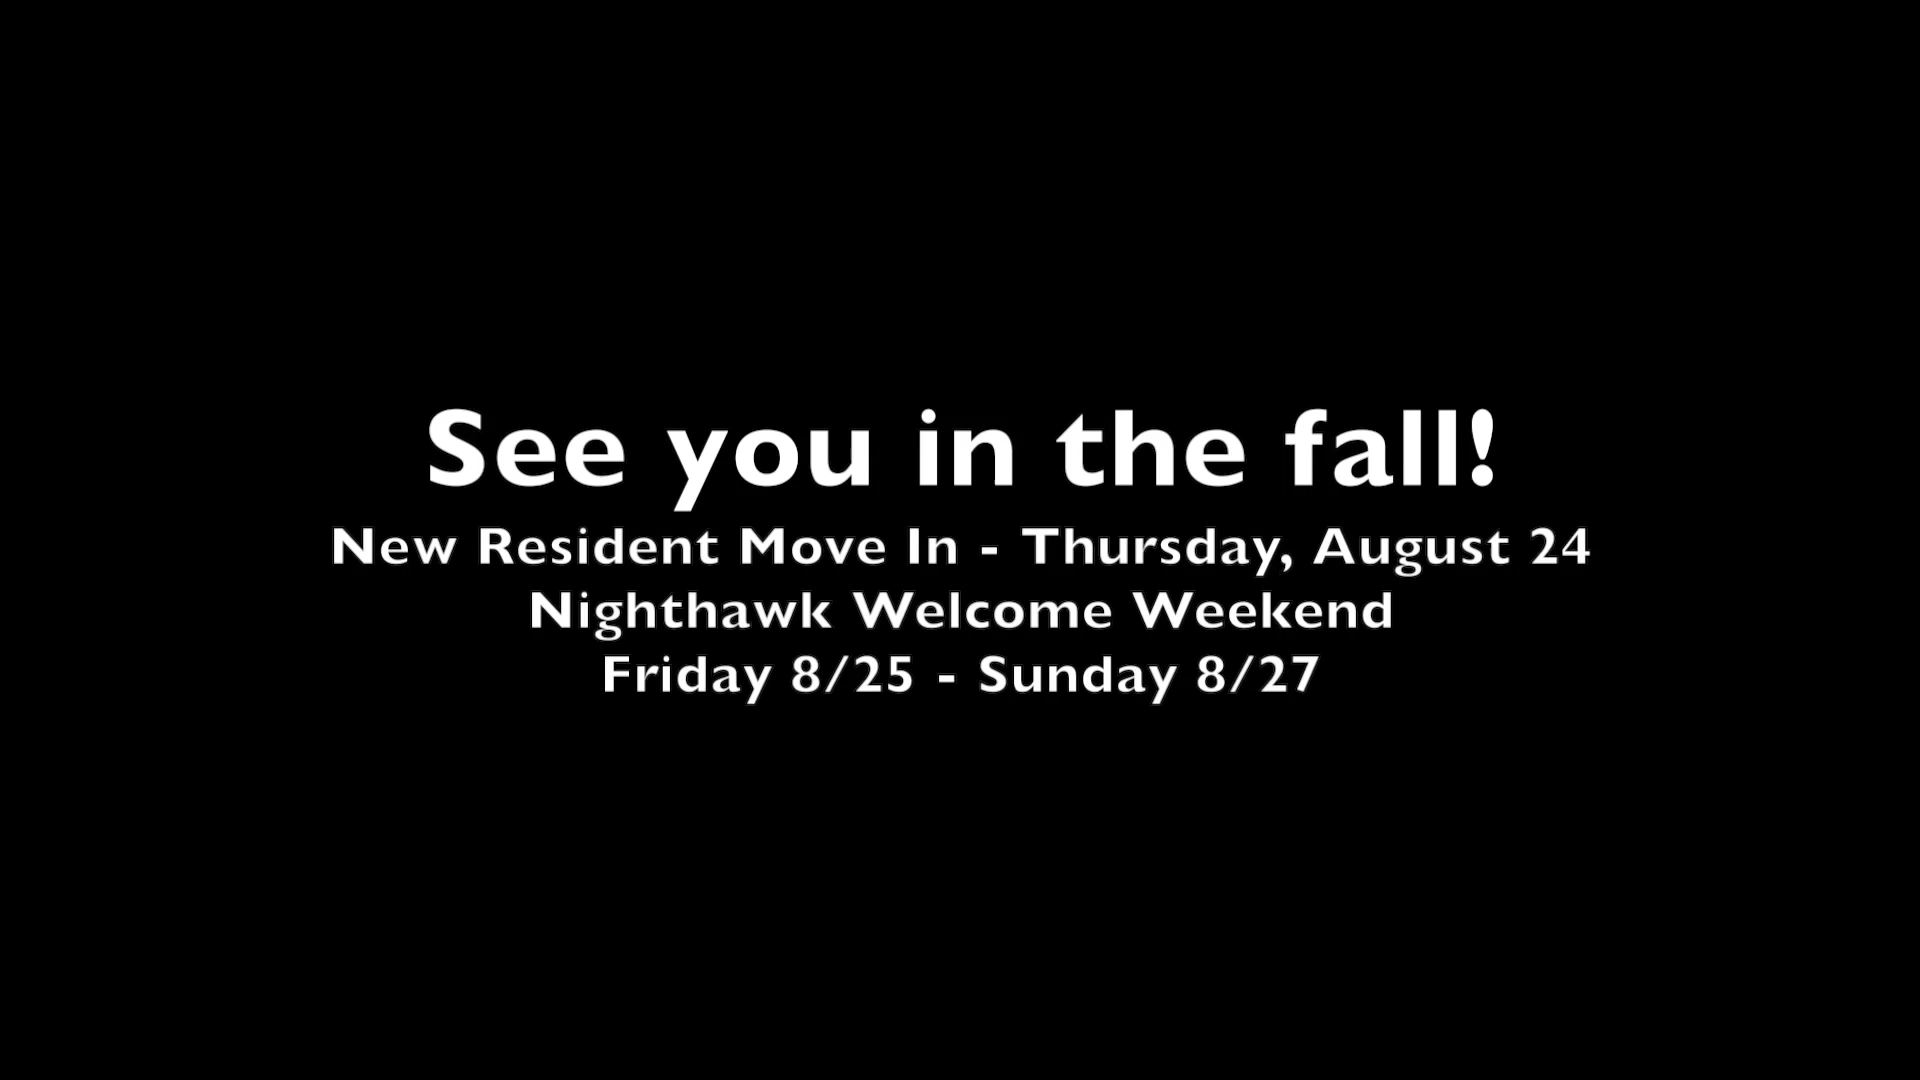 See you in the fall!
New Resident Move In - Thursday, August 24
Nighthawk Welcome Weekend
Friday 8/25 - Sunday 8/27